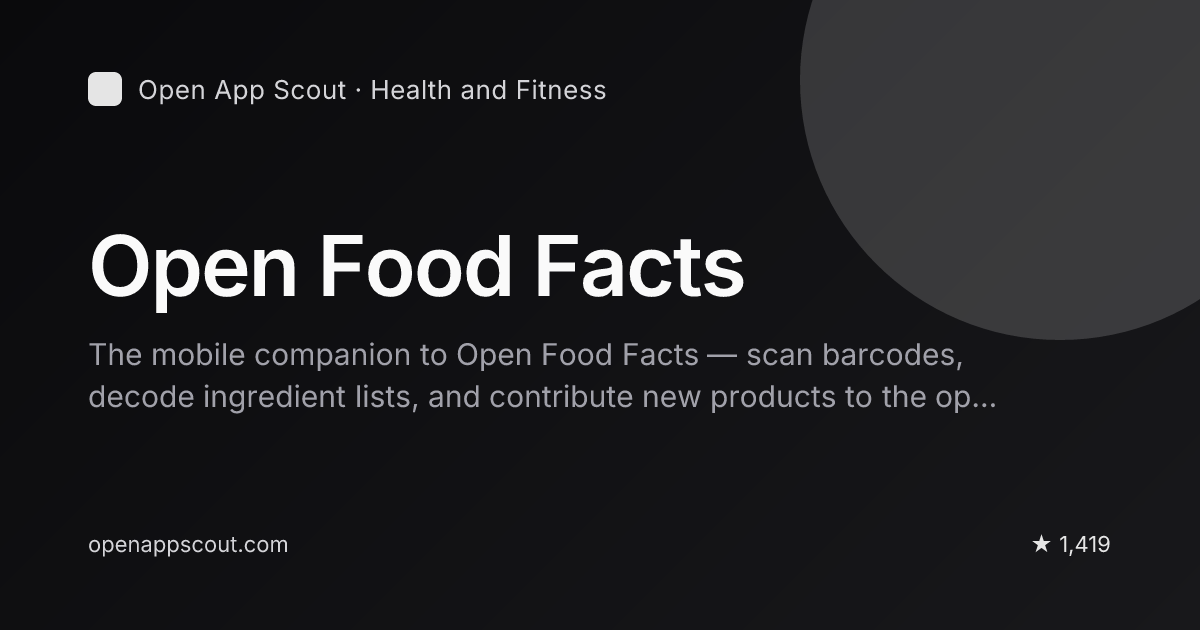 Open App Scout · Health and Fitness
Open Food Facts
The mobile companion to Open Food Facts — scan barcodes,
decode ingredient lists, and contribute new products to the op...
openappscout.com
★ 1,419